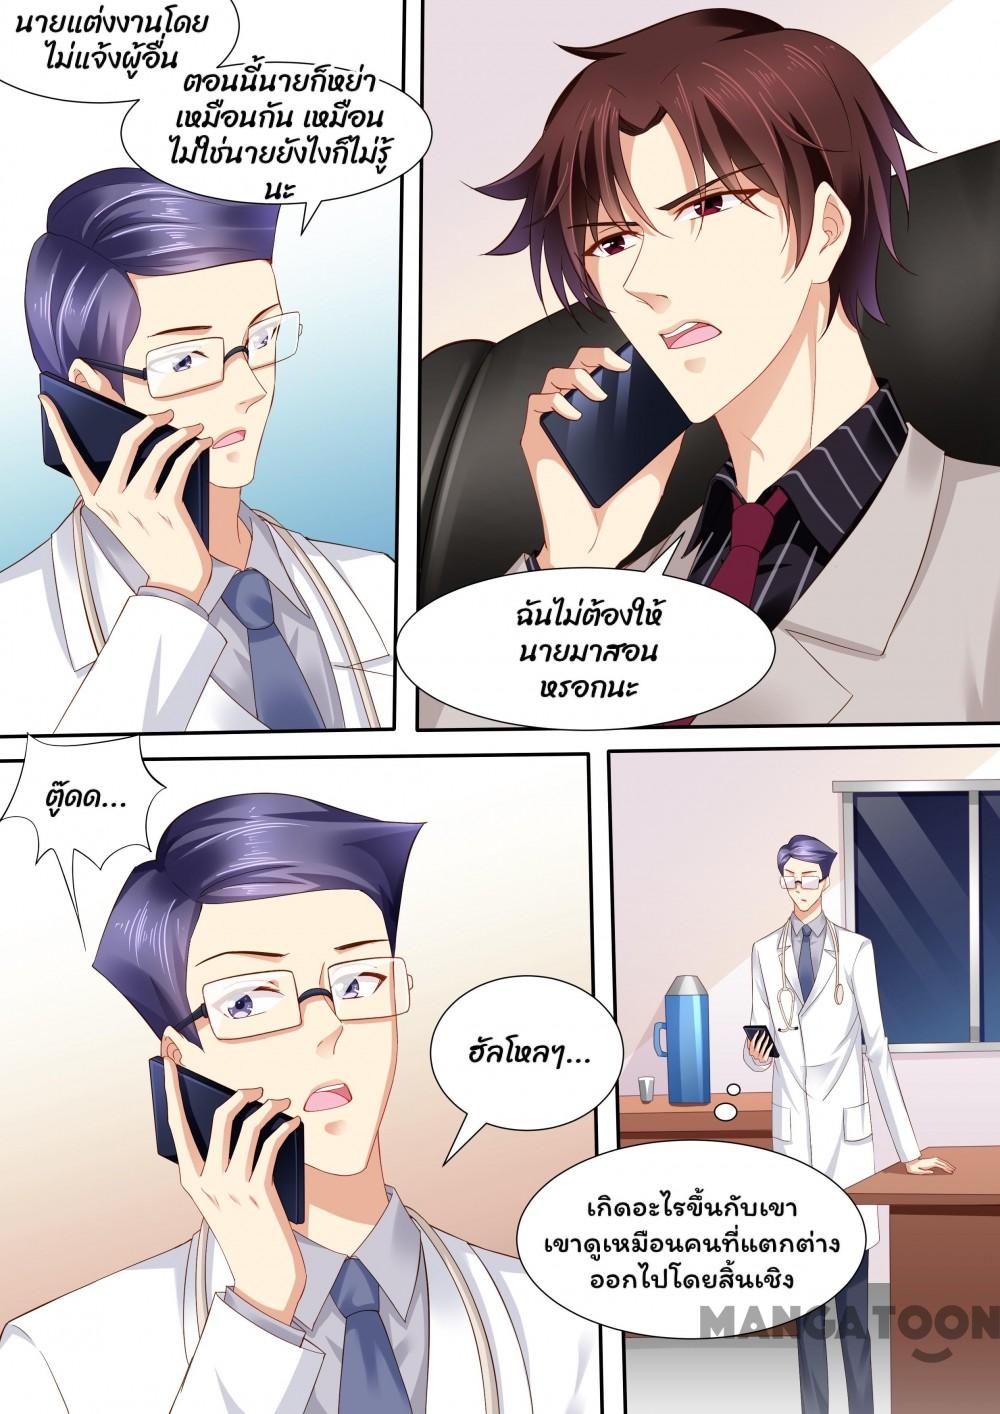 นายแต่งงานโดย
ไม่แจ้งผู้อื่น
ตอนนี้นายก็หย่า
เหมือนกัน เหมือน
ไม่ใช่นายยังไงก็ไม่รู้
นะ
ฉันไม่ต้องให้
นายมาสอน
หรอกนะ
ตู๊ดด...
ฮัลโหลๆ...
เกิดอะไรขึ้นกับเขา
เขาดูเหมือนคนที่แตกต่าง
ออกไปโดยสิ้นเชิง
MANGATOON